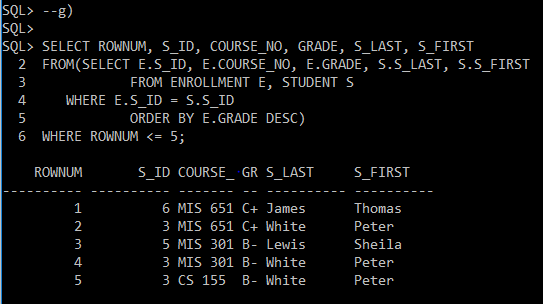 SQL> --g)
SQL>
SQL> SELECT ROWNUM, S_ID, COURSE_NO, GRADE, S_LAST, S_FIRST
  2  FROM(SELECT E.S_ID, E.COURSE_NO, E.GRADE, S.S_LAST, S.S_FIRST
  3             FROM ENROLLMENT E, STUDENT S
  4     WHERE E.S_ID = S.S_ID
  5             ORDER BY E.GRADE DESC)
  6  WHERE ROWNUM <= 5;

    ROWNUM       S_ID COURSE_ GR S_LAST     S_FIRST
---------- ---------- ------- -- ---------- ----------
         1          6 MIS 651 C+ James      Thomas
         2          3 MIS 651 C+ White      Peter
         3          5 MIS 301 B- Lewis      Sheila
         4          3 MIS 301 B- White      Peter
         5          3 CS 155  B- White      Peter